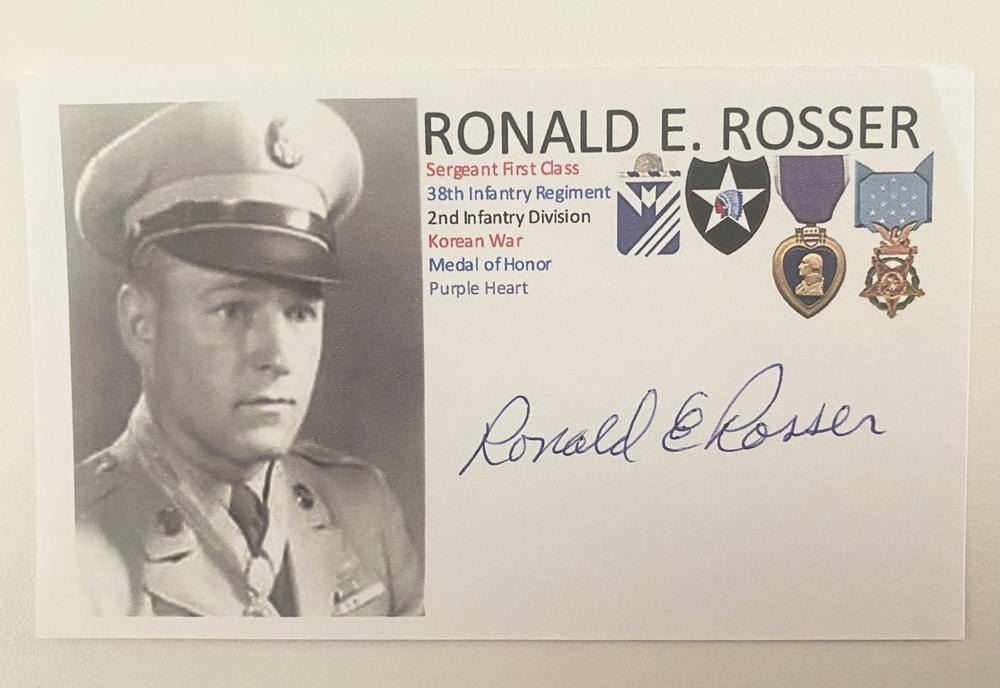 RONALD E. ROSSER
Sergeant First Class
38th Infantry Regiment
2nd Infantry Division
Korean War
Medal of Honor
Purple Heart
Ronald E Rosser